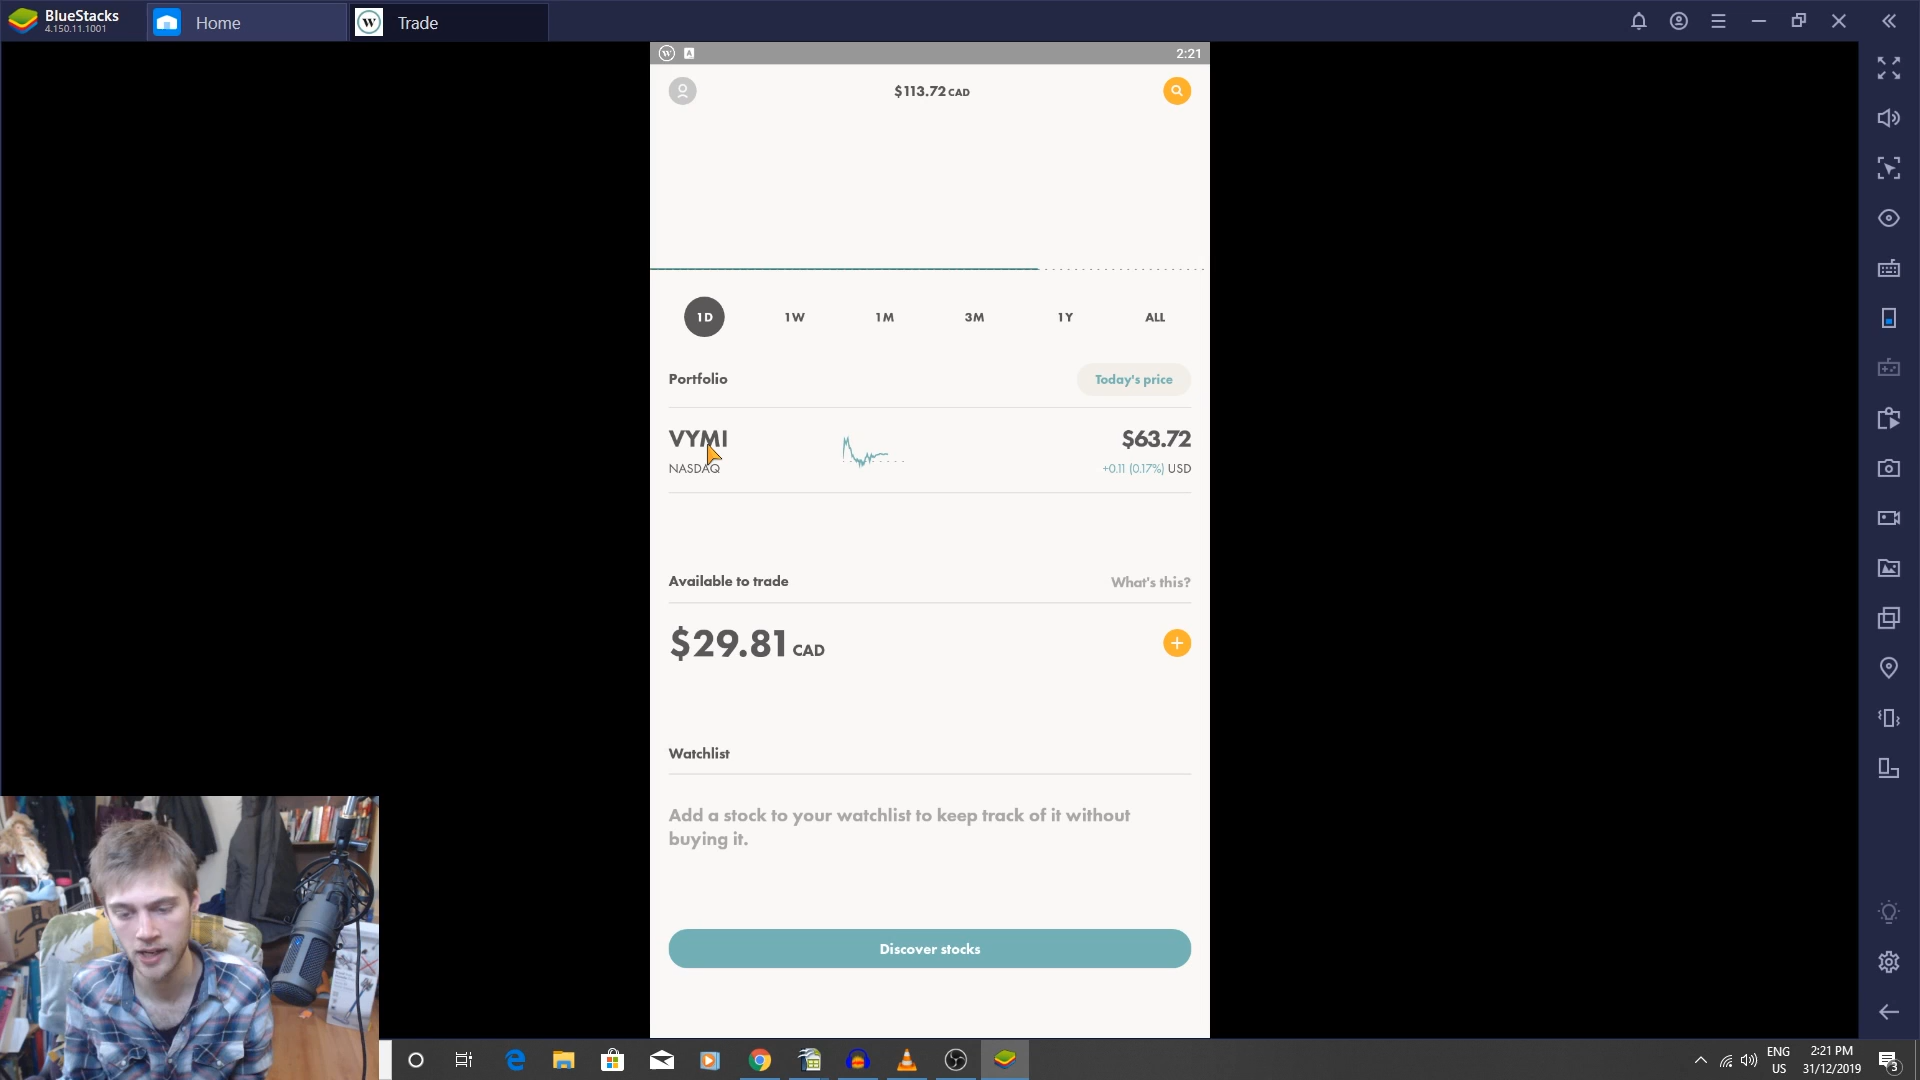 BlueStacks
4.150.11.1001
Home
W
Trade
W
A
2:21
$113.72 CAD
1D
1W
1M
3M
1Y
ALL
Portfolio
Today's price
VYMI
$63.72
NASDAQ
+0.11 (0.17%) USD
Available to trade
What's this?
$29.81 CAD
Watchlist
Add a stock to your watchlist to keep track of it without
buying it.
Discover stocks
ENG
US
2:21 PM
31/12/2019
3